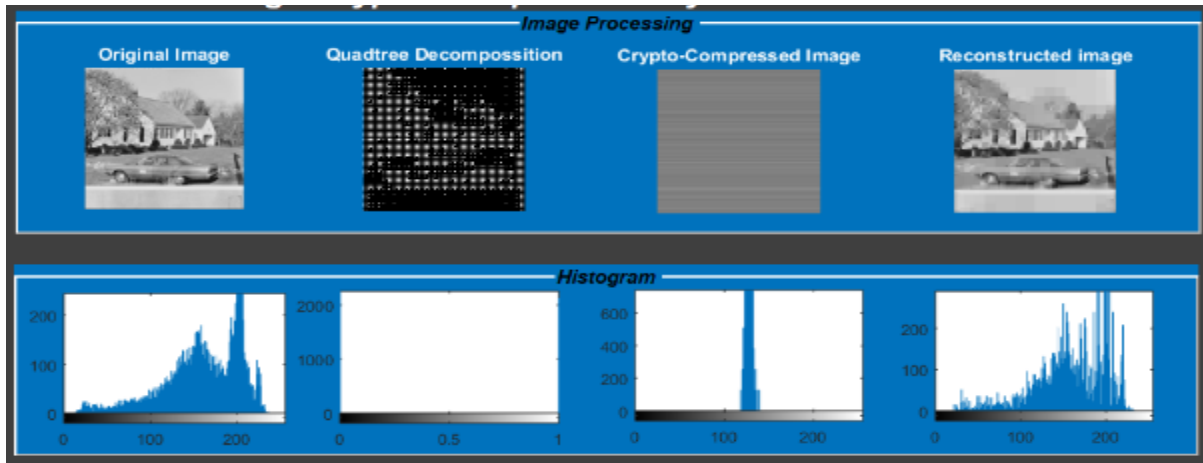 Image Processing
Original Image
Quadtree Decompossition
Crypto-Compressed Image
Reconstructed image
Histogram
200
100
0
0 100 200
2000
1000
0
0 0.5 1
600
400
200
0
0 100 200
200
100
0
0 100 200